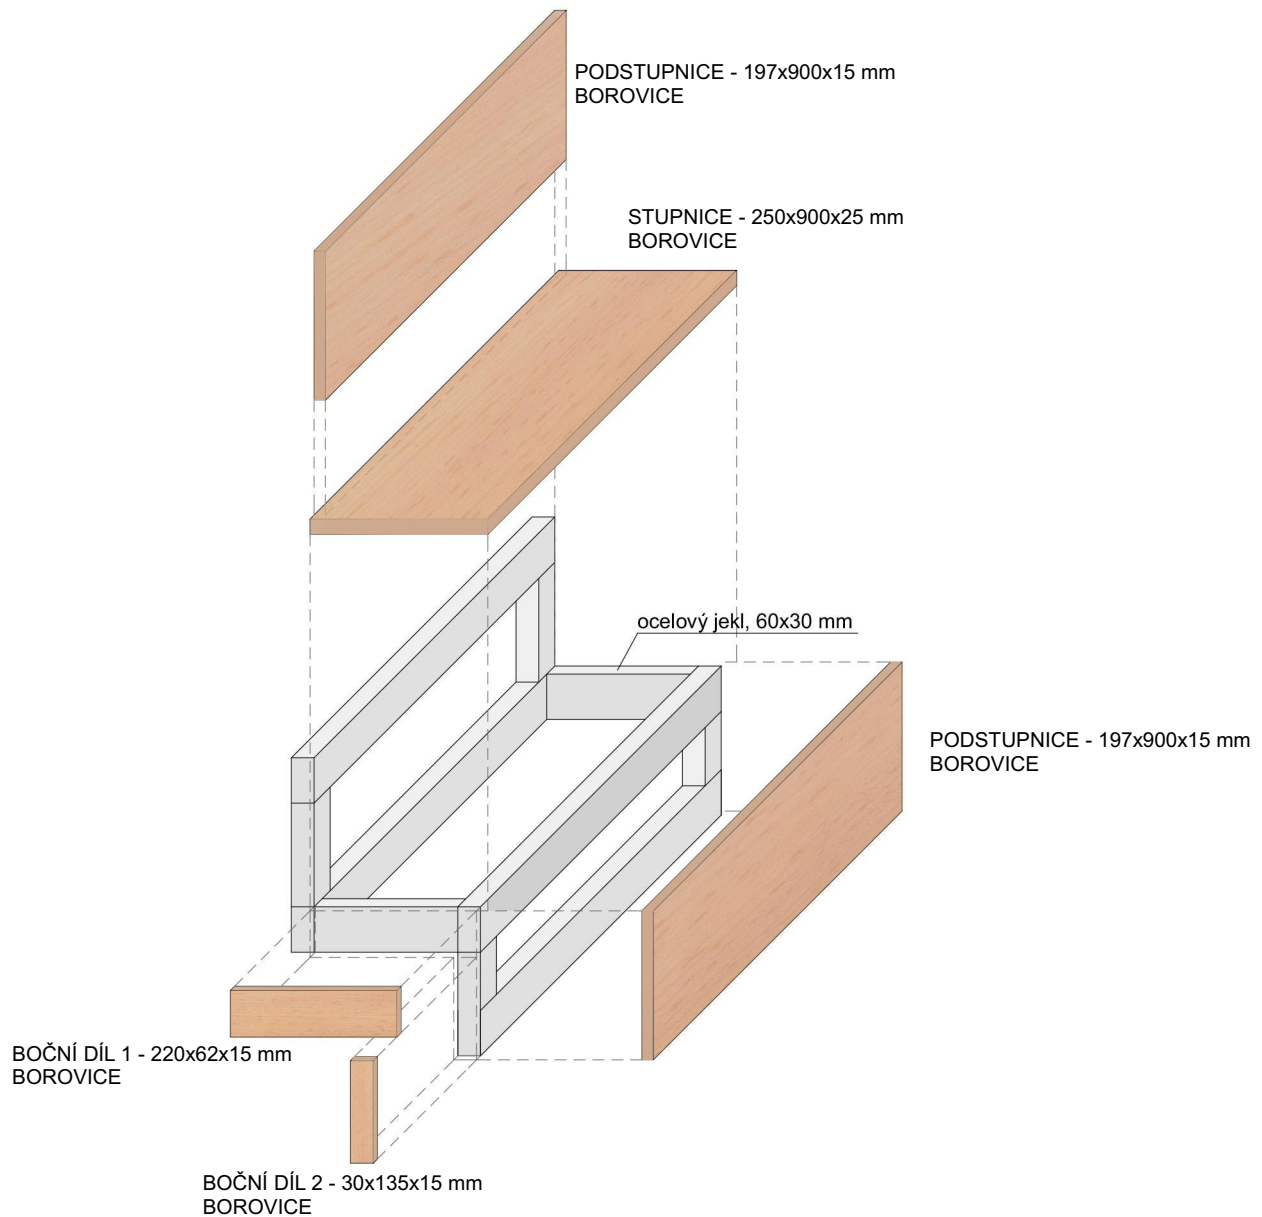 PODSTUPNICE - 197x900x15 mm
BOROVICE
STUPNICE - 250x900x25 mm
BOROVICE
ocelový jekl, 60x30 mm
PODSTUPNICE - 197x900x15 mm
BOROVICE
BOČNÍ DÍL 1 - 220x62x15 mm
BOROVICE
BOČNÍ DÍL 2 - 30x135x15 mm
BOROVICE